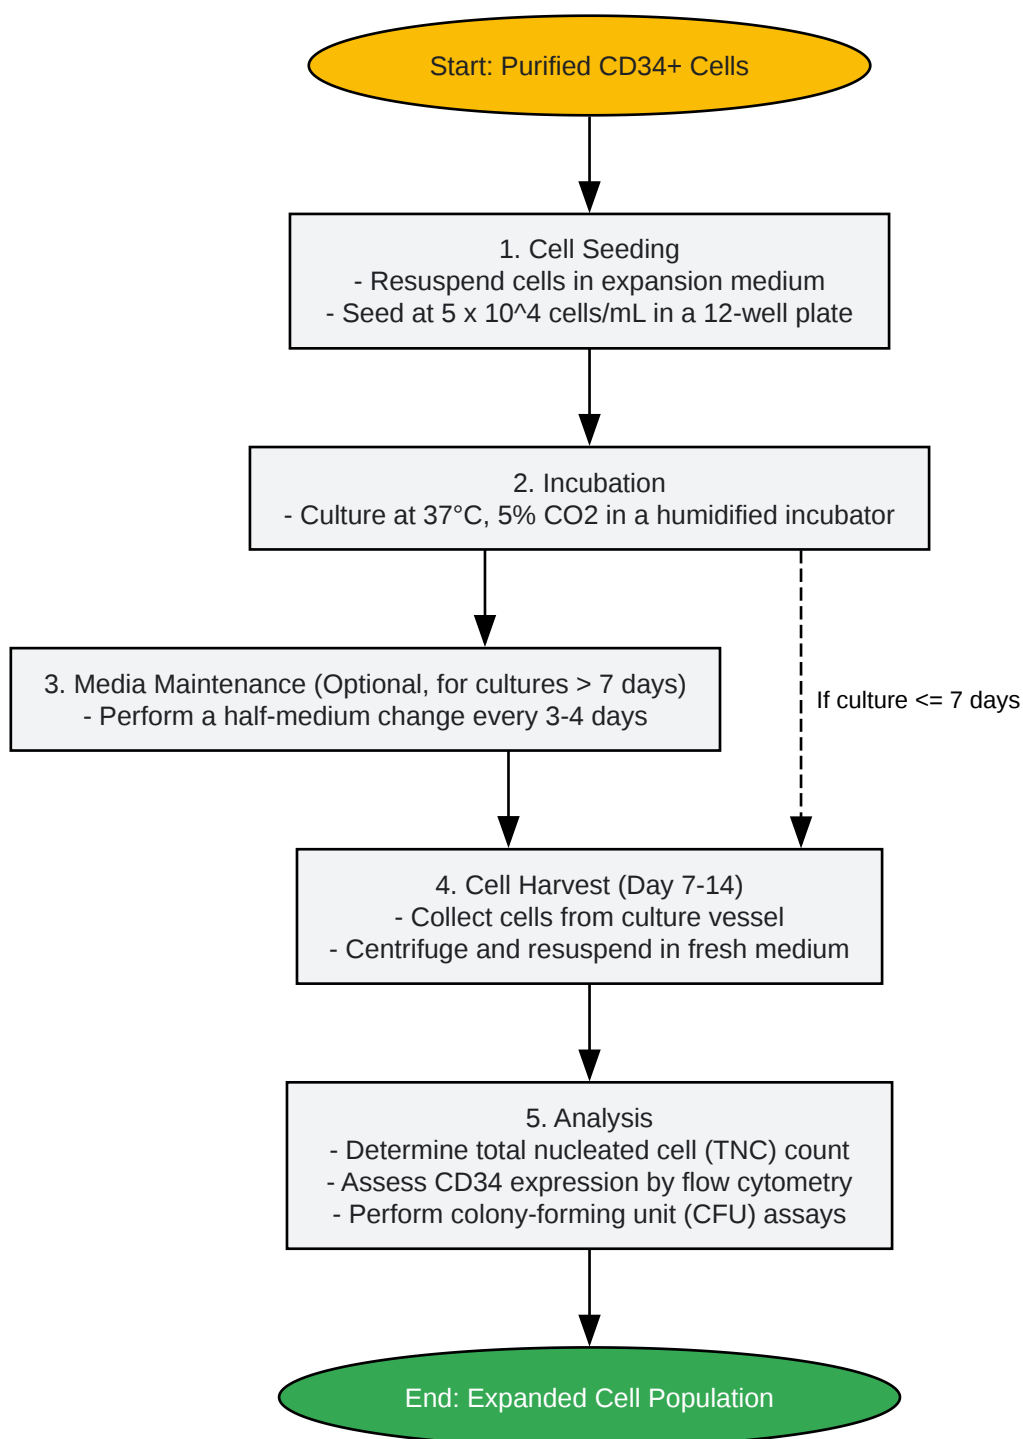 Start: Purified CD34+ Cells
1. Cell Seeding
- Resuspend cells in expansion medium
- Seed at 5 x 10^4 cells/mL in a 12-well plate
2. Incubation
- Culture at 37°C, 5% CO2 in a humidified incubator
3. Media Maintenance (Optional, for cultures > 7 days)
- Perform a half-medium change every 3-4 days
If culture <= 7 days
4. Cell Harvest (Day 7-14)
- Collect cells from culture vessel
- Centrifuge and resuspend in fresh medium
5. Analysis
- Determine total nucleated cell (TNC) count
- Assess CD34 expression by flow cytometry
- Perform colony-forming unit (CFU) assays
End: Expanded Cell Population